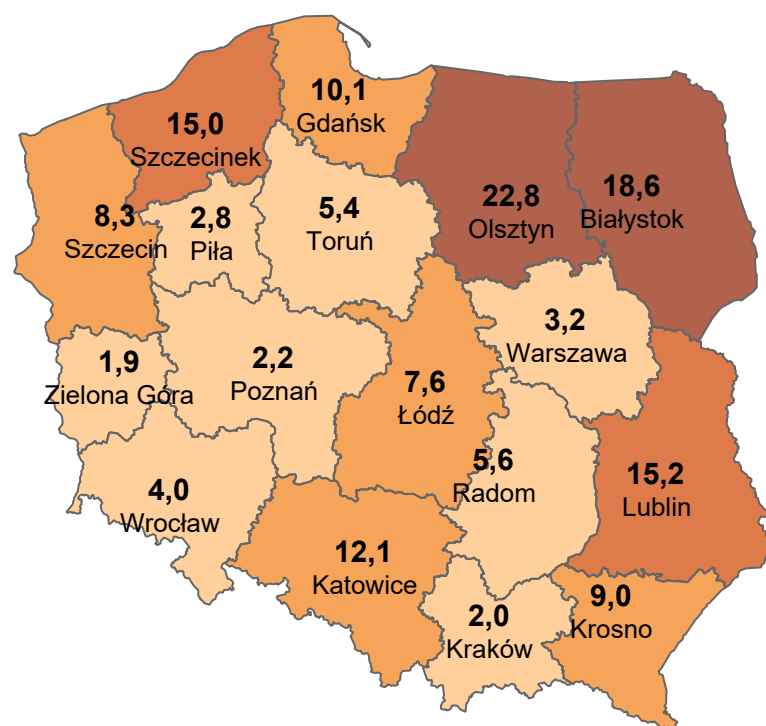 10,1
Gdańsk
15,0
Szczecinek
22,8
Olsztyn
18,6
Białystok
8,3
Szczecin
2,8
Piła
5,4
Toruń
3,2
Warszawa
1,9
Zielona Góra
2,2
Poznań
7,6
Łódź
5,6
Radom
15,2
Lublin
4,0
Wrocław
12,1
Katowice
2,0
Kraków
9,0
Krosno